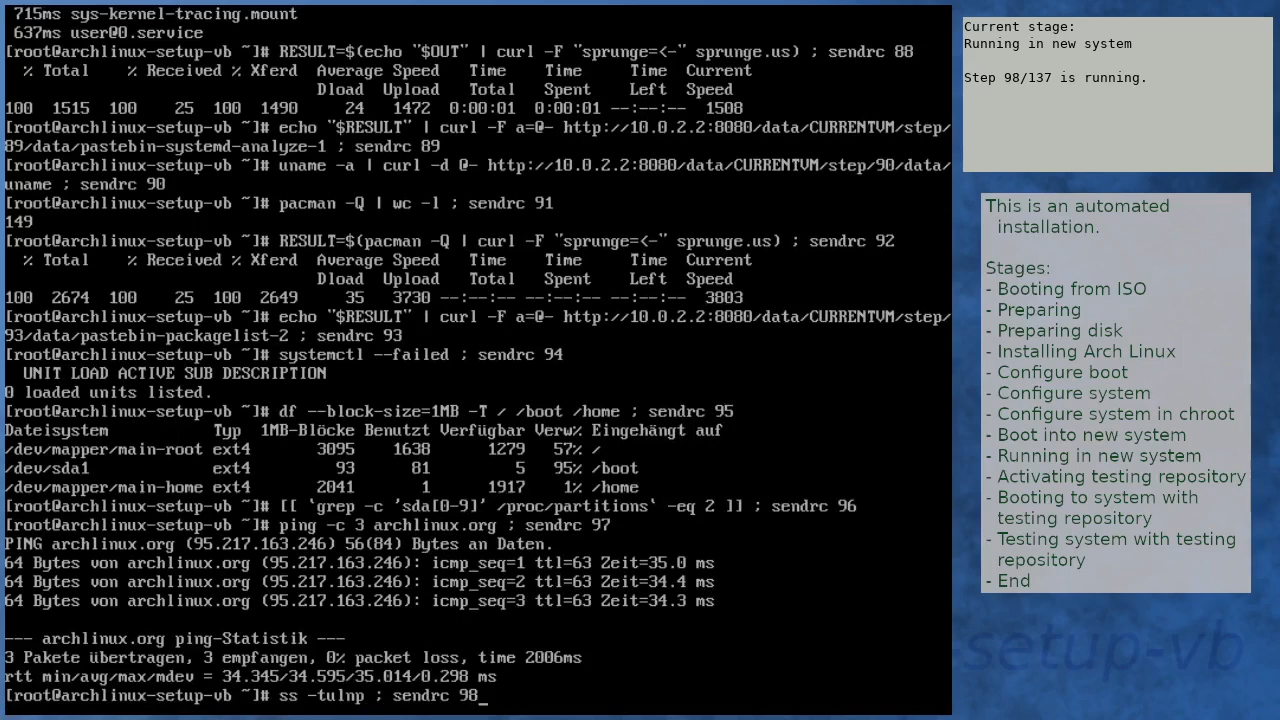 715ms sys-kernel-tracing.mount
 637ms user@0.service
[root@archlinux-setup-vb ~]# RESULT=$(echo "$OUT" | curl -F "sprunge=<-" sprunge.us) ; sendrc 88
  % Total    % Received % Xferd  Average Speed   Time    Time     Time  Current
                                 Dload  Upload   Total   Spent    Left  Speed
100  1515  100    25  100  1490     24   1472  0:00:01  0:00:01 --:--:--  1508
[root@archlinux-setup-vb ~]# echo "$RESULT" | curl -F a=@- http://10.0.2.2:8080/data/CURRENTVM/step/
89/data/pastebin-systemd-analyze-1 ; sendrc 89
[root@archlinux-setup-vb ~]# uname -a | curl -d @- http://10.0.2.2:8080/data/CURRENTVM/step/90/data/
uname ; sendrc 90
[root@archlinux-setup-vb ~]# pacman -Q | wc -l ; sendrc 91
149
[root@archlinux-setup-vb ~]# RESULT=$(pacman -Q | curl -F "sprunge=<-" sprunge.us) ; sendrc 92
  % Total    % Received % Xferd  Average Speed   Time    Time     Time  Current
                                 Dload  Upload   Total   Spent    Left  Speed
100  2674  100    25  100  2649     35   3730 --:--:-- --:--:-- --:--:--  3803
[root@archlinux-setup-vb ~]# echo "$RESULT" | curl -F a=@- http://10.0.2.2:8080/data/CURRENTVM/step/
93/data/pastebin-packagelist-2 ; sendrc 93
[root@archlinux-setup-vb ~]# systemctl --failed ; sendrc 94
  UNIT LOAD ACTIVE SUB DESCRIPTION
0 loaded units listed.
[root@archlinux-setup-vb ~]# df --block-size=1MB -T / /boot /home ; sendrc 95
Dateisystem           Typ  1MB-Blöcke Benutzt Verfügbar Verw% Eingehängt auf
/dev/mapper/main-root ext4       3095    1638      1279   57% /
/dev/sda1             ext4         93      81         5   95% /boot
/dev/mapper/main-home ext4       2041       1      1917    1% /home
[root@archlinux-setup-vb ~]# [[ `grep -c 'sda[0-9]' /proc/partitions` -eq 2 ]] ; sendrc 96
[root@archlinux-setup-vb ~]# ping -c 3 archlinux.org ; sendrc 97
PING archlinux.org (95.217.163.246) 56(84) Bytes an Daten.
64 Bytes von archlinux.org (95.217.163.246): icmp_seq=1 ttl=63 Zeit=35.0 ms
64 Bytes von archlinux.org (95.217.163.246): icmp_seq=2 ttl=63 Zeit=34.4 ms
64 Bytes von archlinux.org (95.217.163.246): icmp_seq=3 ttl=63 Zeit=34.3 ms

--- archlinux.org ping-Statistik ---
3 Pakete übertragen, 3 empfangen, 0% packet loss, time 2006ms
rtt min/avg/max/mdev = 34.345/34.595/35.014/0.298 ms
[root@archlinux-setup-vb ~]# ss -tulnp ; sendrc 98_
Current stage:
Running in new system
Step 98/137 is running.
This is an automated
installation.
Stages:
- Booting from ISO
- Preparing
- Preparing disk
- Installing Arch Linux
- Configure boot
- Configure system
- Configure system in chroot
- Boot into new system
- Running in new system
- Activating testing repository
- Booting to system with
testing repository
- Testing system with testing
repository
- End
setup-vb